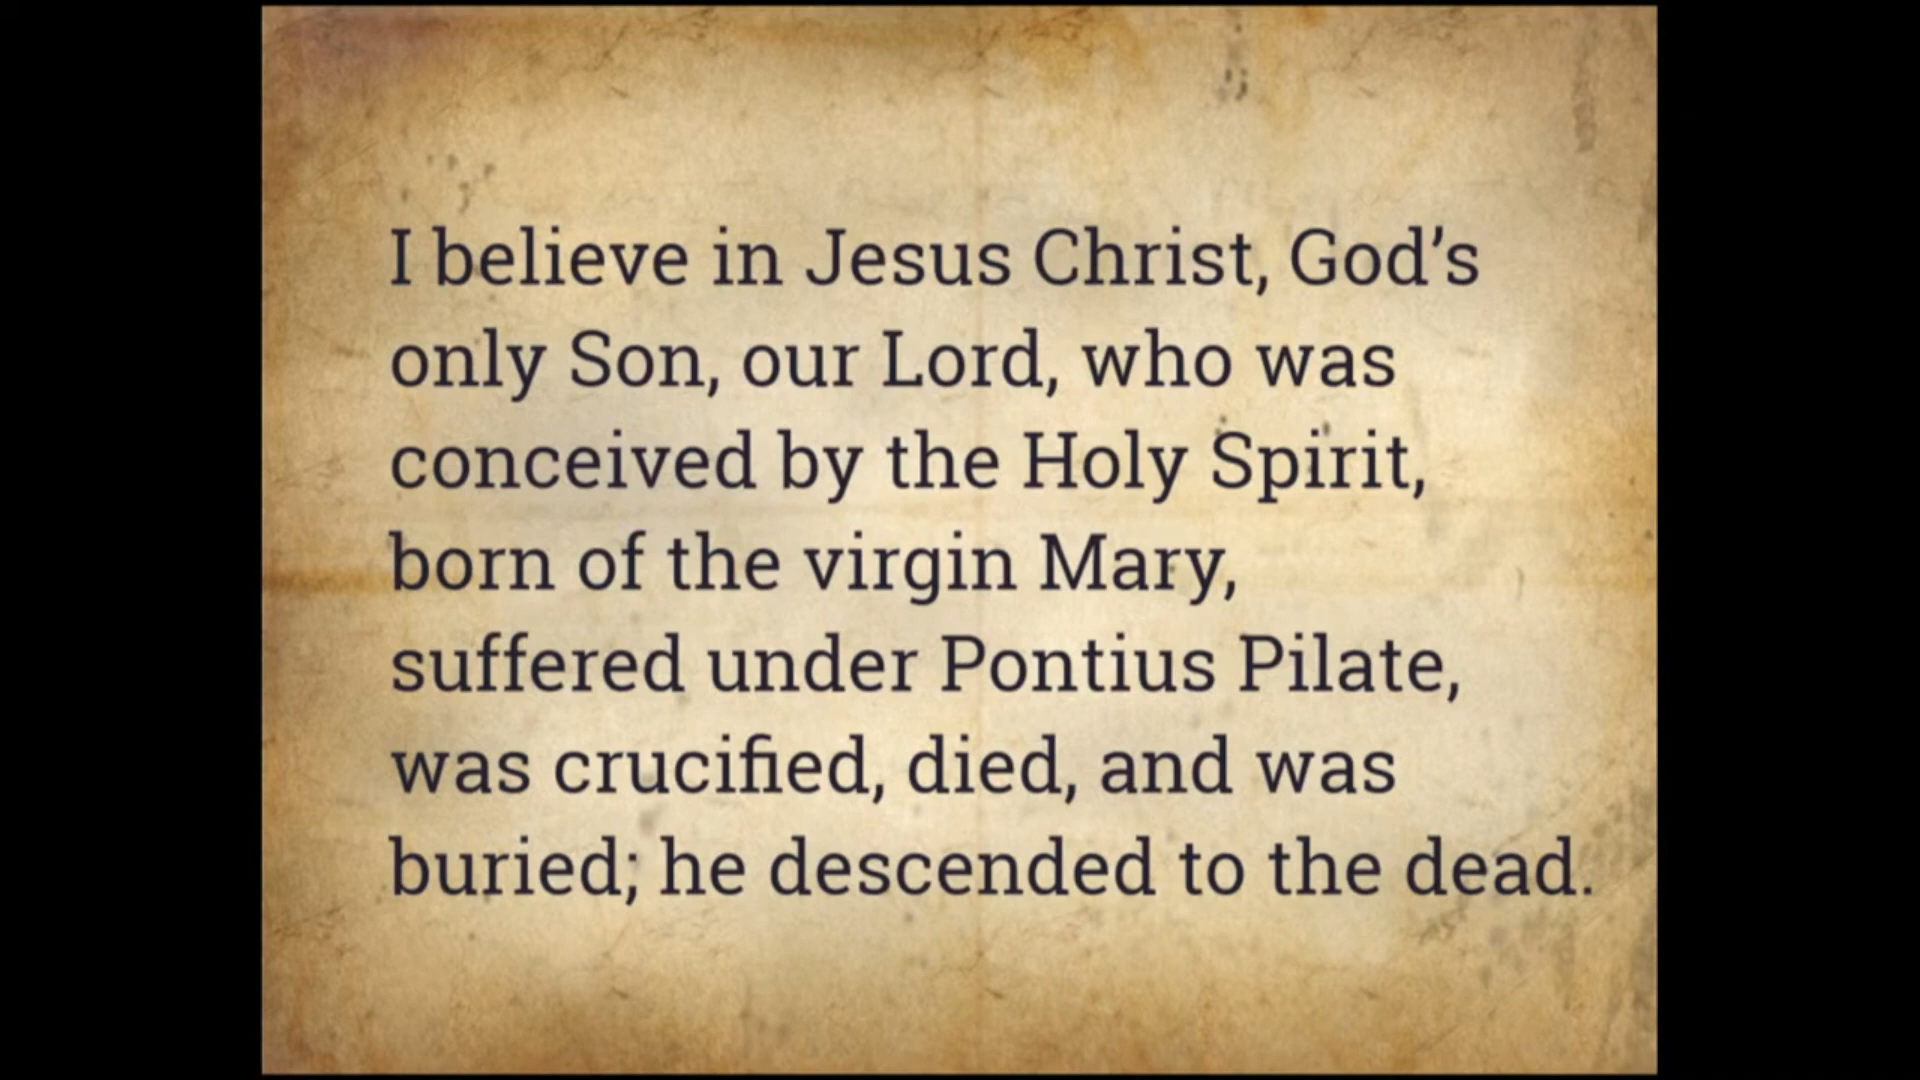 I believe in Jesus Christ, God’s
only Son, our Lord, who was
conceived by the Holy Spirit,
born of the virgin Mary,
suffered under Pontius Pilate,
was crucified, died, and was
buried; he descended to the dead.